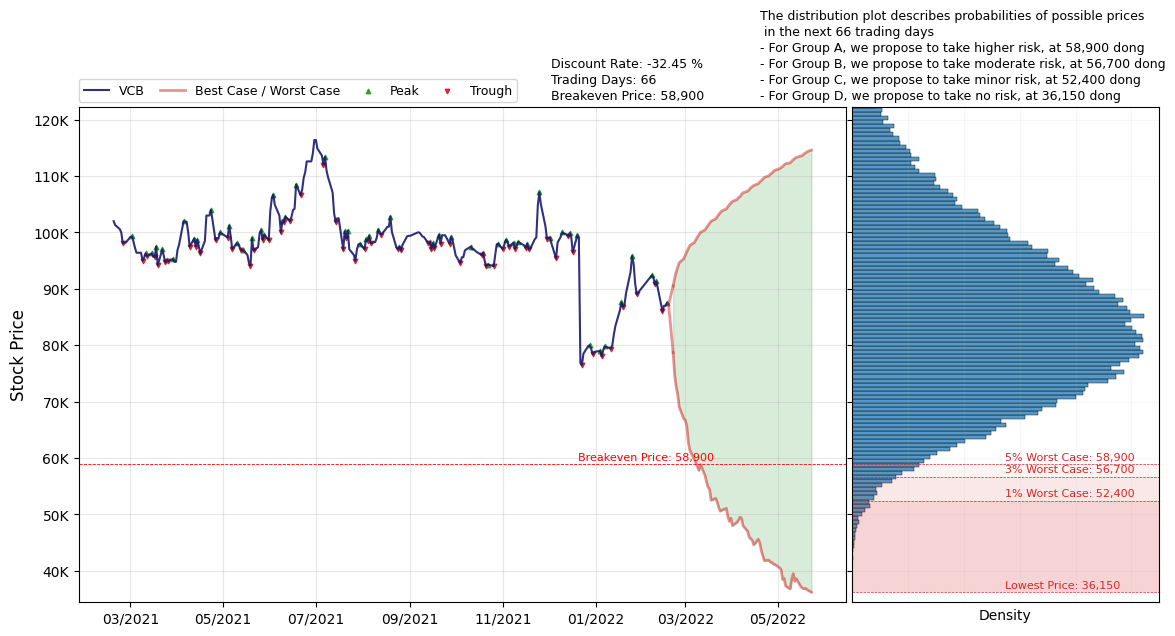 The distribution plot describes probabilities of possible prices
in the next 66 trading days
- For Group A, we propose to take higher risk, at 58,900 dong
- For Group B, we propose to take moderate risk, at 56,700 dong
- For Group C, we propose to take minor risk, at 52,400 dong
- For Group D, we propose to take no risk, at 36,150 dong
Discount Rate: -32.45 %
Trading Days: 66
Breakeven Price: 58,900
VCB
Best Case / Worst Case
Peak
Trough
Stock Price
120K
110K
100K
90K
80K
70K
60K
50K
40K
Breakeven Price: 58,900
03/2021
05/2021
07/2021
09/2021
11/2021
01/2022
03/2022
05/2022
5% Worst Case: 58,900
3% Worst Case: 56,700
1% Worst Case: 52,400
Lowest Price: 36,150
Density